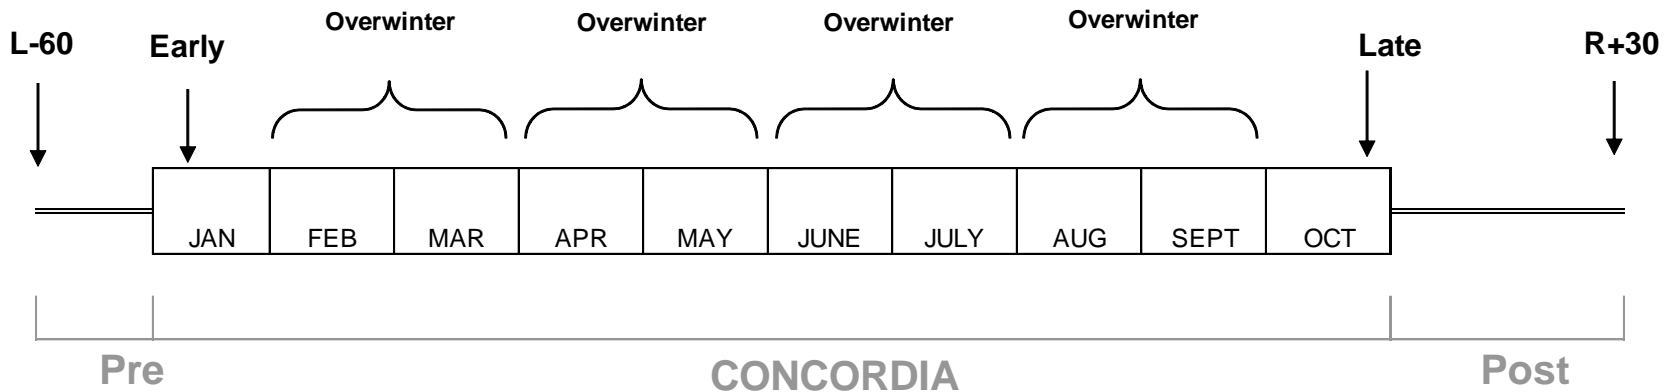 Overwinter Overwinter Overwinter Overwinter
L-60 Early Late R+30
JAN FEB MAR APR MAY JUNE JULY AUG SEPT OCT
Pre CONCORDIA Post